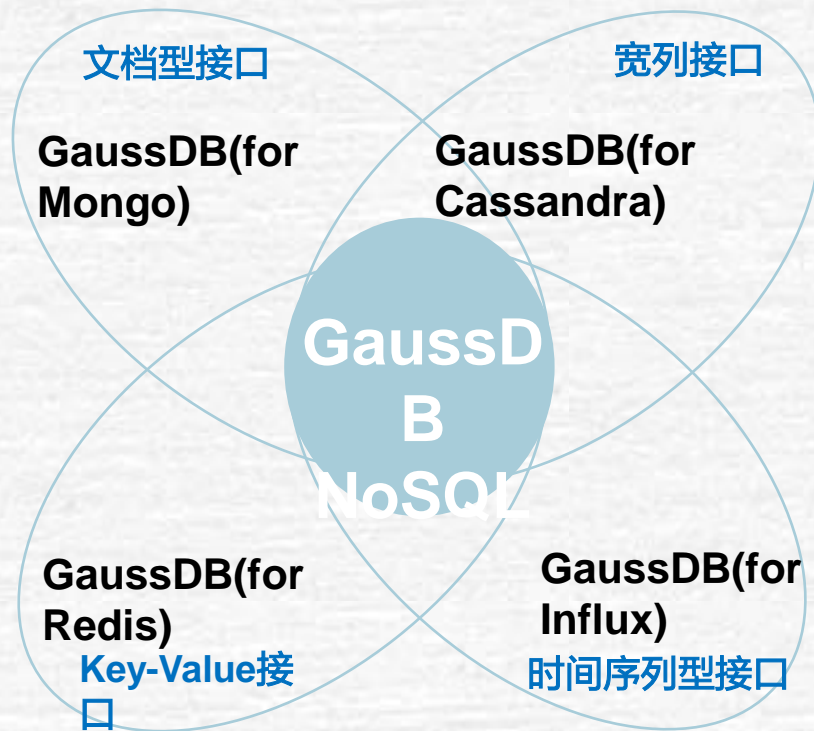 文档型接口
宽列接口
GaussDB(for
Mongo)
GaussDB(for
Cassandra)
GaussD
B
NoSQL
GaussDB(for
Redis)
Key-Value接
口
GaussDB(for
Influx)
时间序列型接口